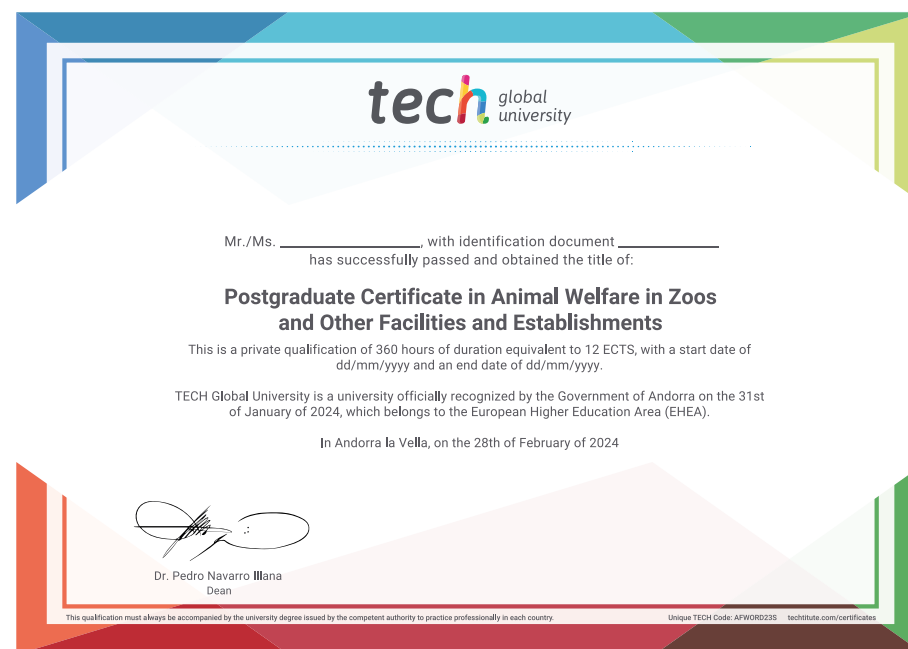 tech global university
Mr./Ms. ____________________, with identification document ______________
has successfully passed and obtained the title of:
Postgraduate Certificate in Animal Welfare in Zoos
and Other Facilities and Establishments
This is a private qualification of 360 hours of duration equivalent to 12 ECTS, with a start date of
dd/mm/yyyy and an end date of dd/mm/yyyy.
TECH Global University is a university officially recognized by the Government of Andorra on the 31st
of January of 2024, which belongs to the European Higher Education Area (EHEA).
In Andorra la Vella, on the 28th of February of 2024
Dr. Pedro Navarro Illana
Dean
This qualification must always be accompanied by the university degree issued by the competent authority to practice professionally in each country.
Unique TECH Code: AFWORD23S techtitute.com/certificates